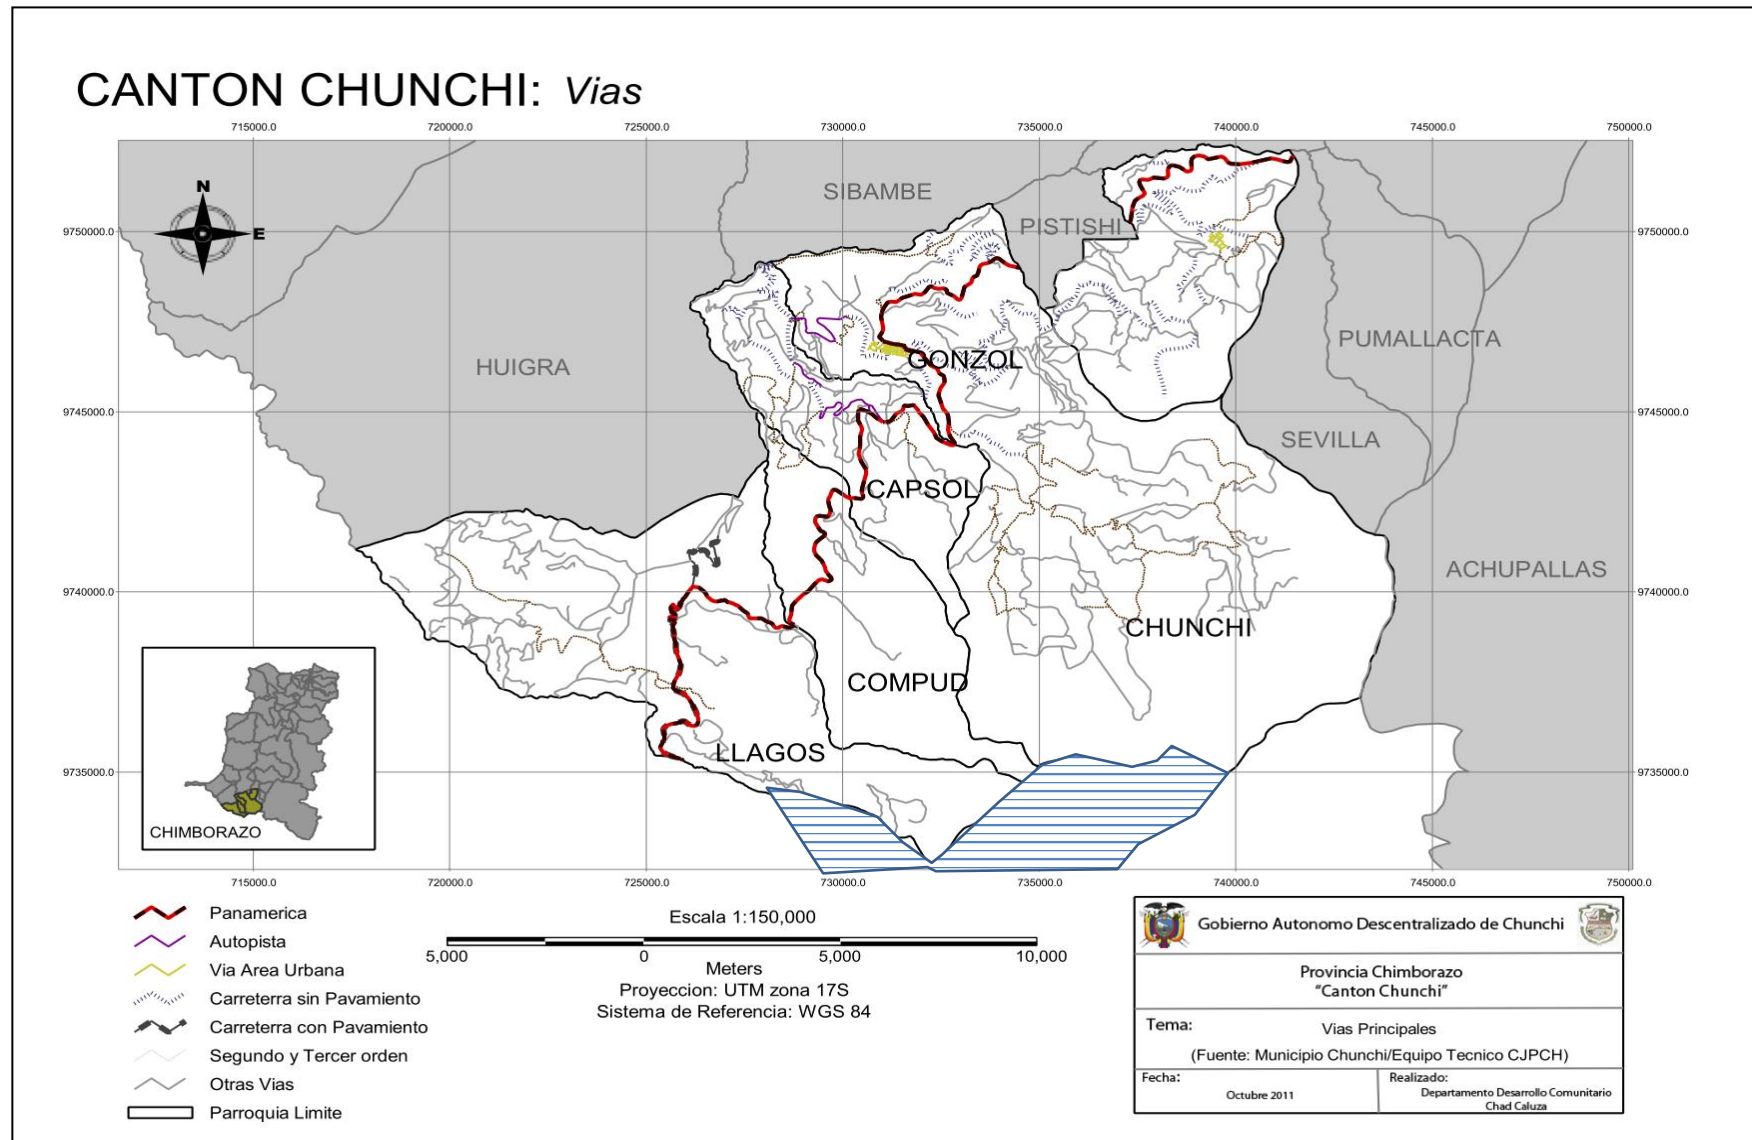 CANTON CHUNCHI: Vias
715000.0 720000.0 725000.0 730000.0 735000.0 740000.0 745000.0 750000.0
N
E
SIBAMBE
PISTISHI
9750000.0 9750000.0
HUIGRA
GONZOL
PUMALLACTA
9745000.0 9745000.0
SEVILLA
CAPSOL
ACHUPALLAS
9740000.0 9740000.0
CHUNCHI
COMPUD
LLAGOS
9735000.0 9735000.0
CHIMBORAZO
715000.0 720000.0 725000.0 730000.0 735000.0 740000.0 745000.0 750000.0
Panamerica
Autopista
Via Area Urbana
Carreterra sin Pavamiento
Carreterra con Pavamiento
Segundo y Tercer orden
Otras Vias
Parroquia Limite
Escala 1:150,000
5,000 0 5,000 10,000
Meters
Proyeccion: UTM zona 17S
Sistema de Referencia: WGS 84
Gobierno Autonomo Descentralizado de Chunchi
Provincia Chimborazo
"Canton Chunchi"
Tema: Vias Principales
(Fuente: Municipio Chunchi/Equipo Tecnico CJPCH)
Fecha:
Octubre 2011
Realizado:
Departamento Desarrollo Comunitario
Chad Caluza